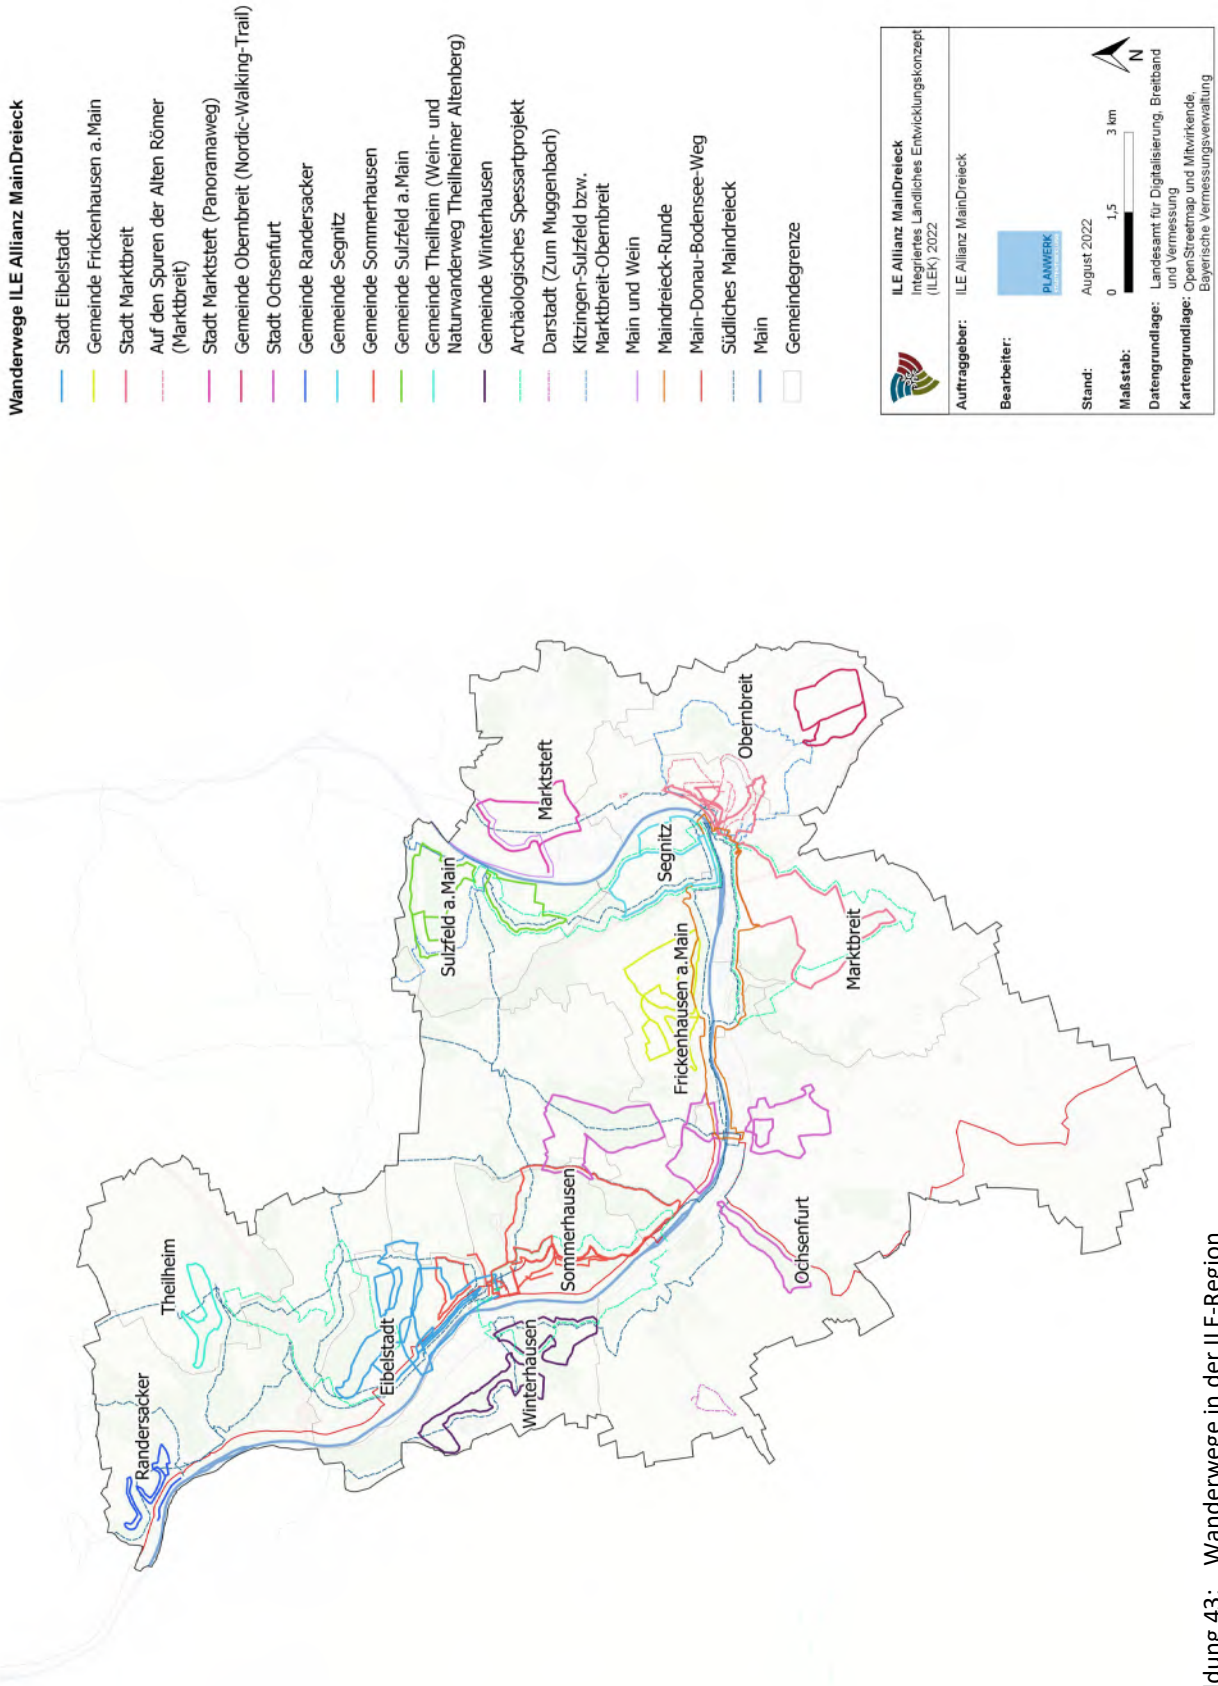 Wanderwege ILE Allianz MainDreieck
Stadt Eibelstadt
Gemeinde Frickenhausen a.Main
Stadt Marktbreit
Auf den Spuren der Alten Römer
(Marktbreit)
Stadt Marktsteft (Panoramaweg)
Gemeinde Obernbreit (Nordic-Walking-Trail)
Stadt Ochsenfurt
Gemeinde Randersacker
Gemeinde Segnitz
Gemeinde Sommerhausen
Gemeinde Sulzfeld a.Main
Gemeinde Theilheim (Wein- und
Naturwanderweg Theilheimer Altenberg)
Gemeinde Winterhausen
Archäologisches Spessartprojekt
Darstadt (Zum Muggenbach)
Kitzingen-Sulzfeld bzw.
Marktbreit-Obernbreit
Main und Wein
Maindreieck-Runde
Main-Donau-Bodensee-Weg
Südliches Maindreieck
Main
Gemeindegrenze
ILE Allianz MainDreieck
Integriertes Ländliches Entwicklungskonzept
(ILEK) 2022
Auftraggeber: ILE Allianz MainDreieck
Bearbeiter:
PLANWERK
Stand: August 2022
Maßstab: 0 1,5 3 km
N
Datengrundlage: Landesamt für Digitalisierung, Breitband
und Vermessung
Kartengrundlage: OpenStreetmap und Mitwirkende,
Bayerische Vermessungsverwaltung
Randersacker
Theilheim
Eibelstadt
Winterhausen
Sommerhausen
Ochsenfurt
Sulzfeld a.Main
Marktsteft
Frickenhausen a.Main
Segnitz
Obernbreit
Marktbreit
dung 43: Wanderwege in der ILE-Region